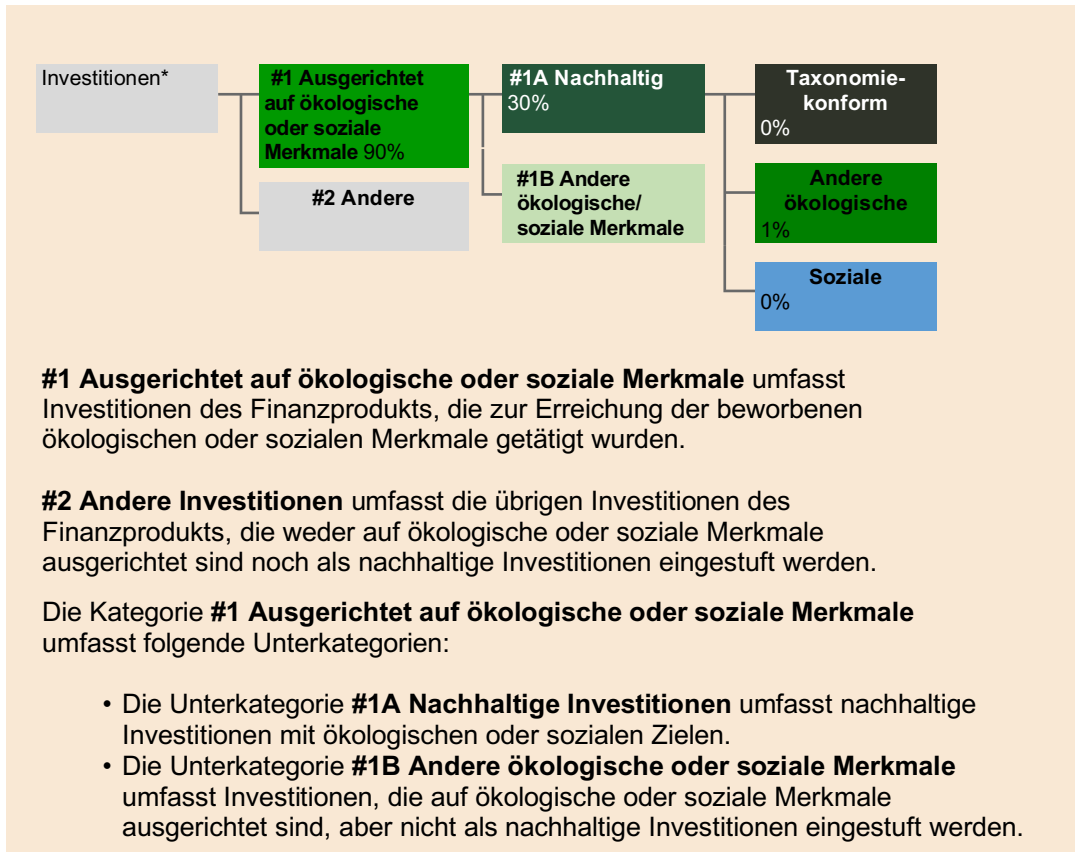 Investitionen*
#1 Ausgerichtet
auf ökologische
oder soziale
Merkmale 90%
#2 Andere
#1A Nachhaltig
30%
#1B Andere
ökologische/
soziale Merkmale
Taxonomie-
konform
0%
Andere
ökologische
1%
Soziale
0%
#1 Ausgerichtet auf ökologische oder soziale Merkmale umfasst
Investitionen des Finanzprodukts, die zur Erreichung der beworbenen
ökologischen oder sozialen Merkmale getätigt wurden.
#2 Andere Investitionen umfasst die übrigen Investitionen des
Finanzprodukts, die weder auf ökologische oder soziale Merkmale
ausgerichtet sind noch als nachhaltige Investitionen eingestuft werden.
Die Kategorie #1 Ausgerichtet auf ökologische oder soziale Merkmale
umfasst folgende Unterkategorien:
• Die Unterkategorie #1A Nachhaltige Investitionen umfasst nachhaltige
Investitionen mit ökologischen oder sozialen Zielen.
• Die Unterkategorie #1B Andere ökologische oder soziale Merkmale
umfasst Investitionen, die auf ökologische oder soziale Merkmale
ausgerichtet sind, aber nicht als nachhaltige Investitionen eingestuft werden.